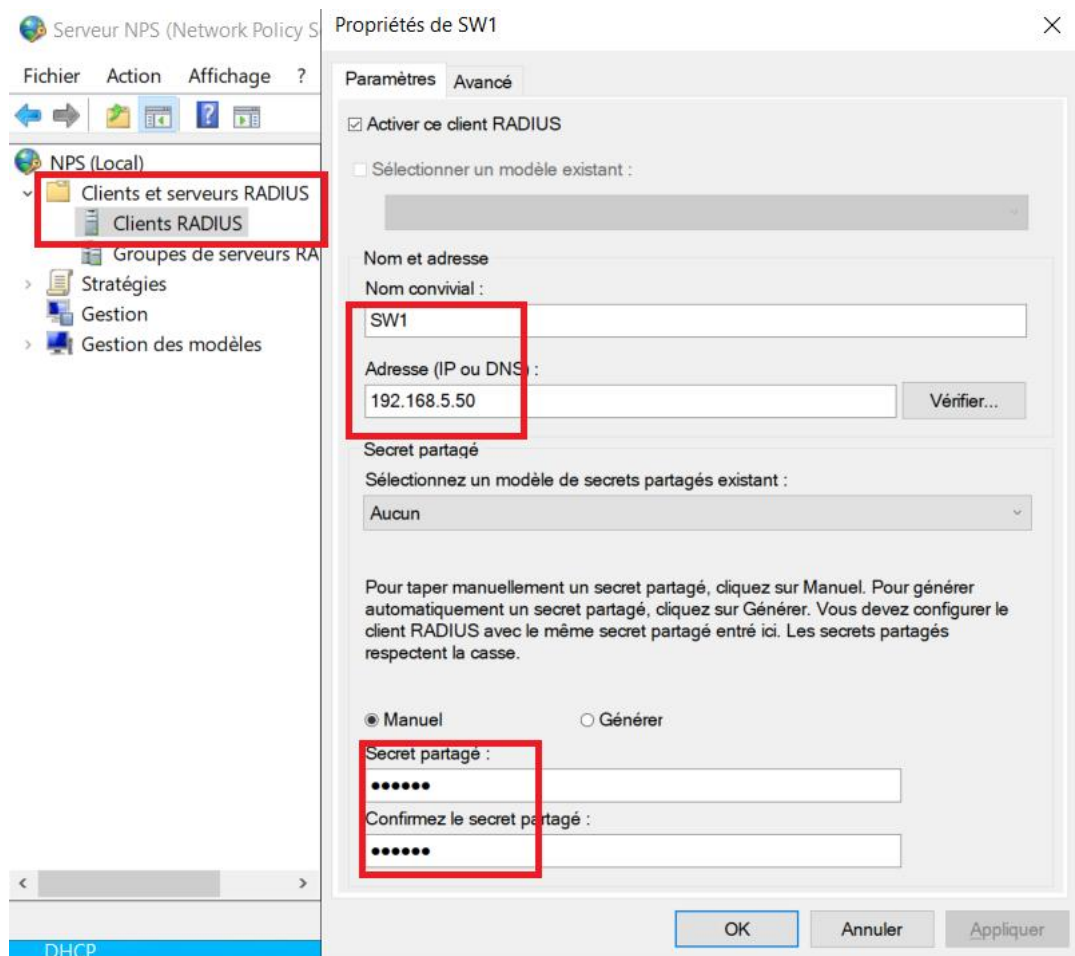 Serveur NPS (Network Policy S
Fichier Action Affichage ?
NPS (Local)
Clients et serveurs RADIUS
Clients RADIUS
Groupes de serveurs RA
Stratégies
Gestion
Gestion des modèles
DHCP
Propriétés de SW1
Paramètres Avancé
Activer ce client RADIUS
Sélectionner un modèle existant :
Nom et adresse
Nom convivial :
SW1
Adresse (IP ou DNS) :
192.168.5.50 Vérifier...
Secret partagé
Sélectionnez un modèle de secrets partagés existant :
Aucun
Pour taper manuellement un secret partagé, cliquez sur Manuel. Pour générer
automatiquement un secret partagé, cliquez sur Générer. Vous devez configurer le
client RADIUS avec le même secret partagé entré ici. Les secrets partagés
respectent la casse.
Manuel Générer
Secret partagé :
••••••
Confirmez le secret partagé :
••••••
OK Annuler Appliquer